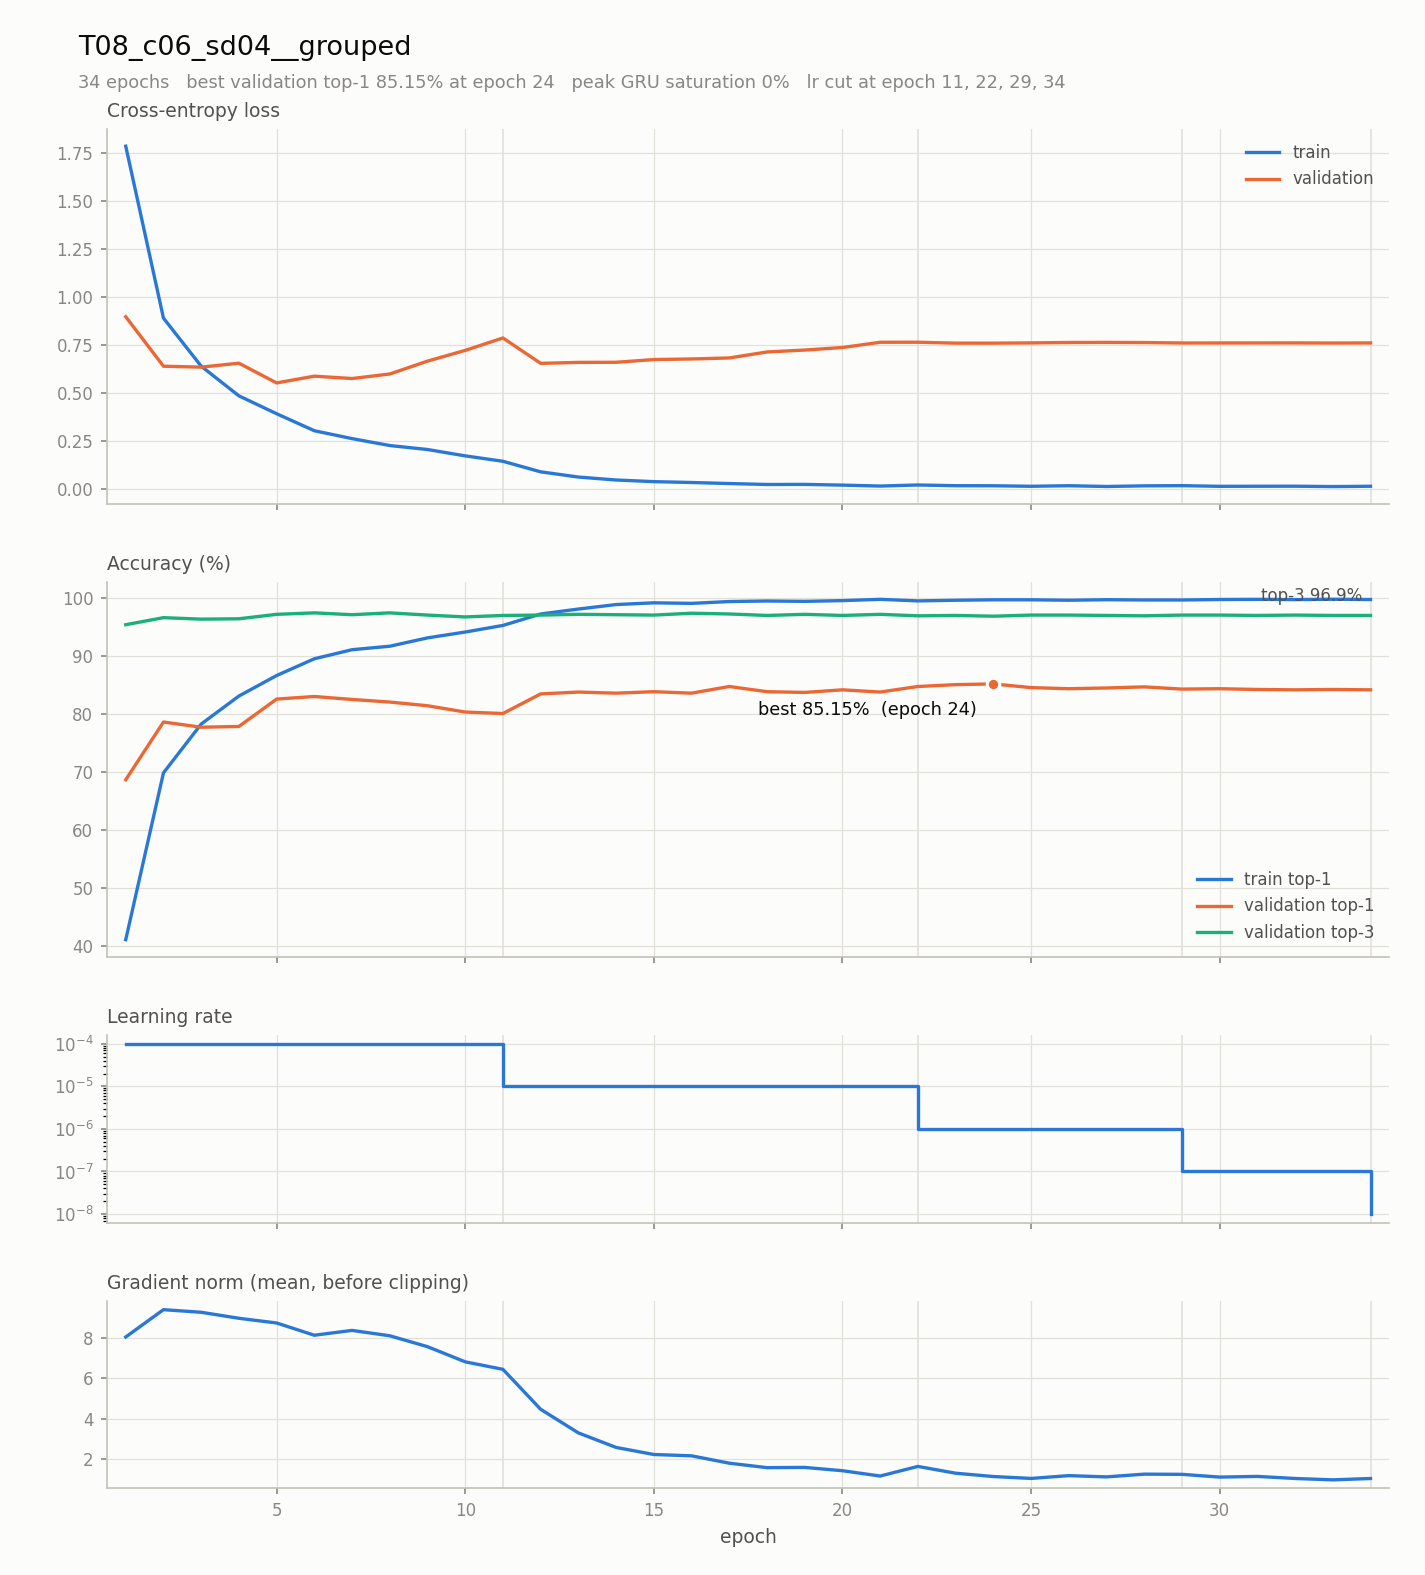 T08_c06_sd04__grouped
34 epochs   best validation top-1 85.15% at epoch 24   peak GRU saturation 0%   lr cut at epoch 11, 22, 29, 34
Cross-entropy loss
1.75
1.50
1.25
1.00
0.75
0.50
0.25
0.00
train
validation
Accuracy (%)
100
90
80
70
60
50
40
top-3 96.9%
best 85.15%  (epoch 24)
train top-1
validation top-1
validation top-3
Learning rate
10⁻⁴
10⁻⁵
10⁻⁶
10⁻⁷
10⁻⁸
Gradient norm (mean, before clipping)
8
6
4
2
5 10 15 20 25 30
epoch